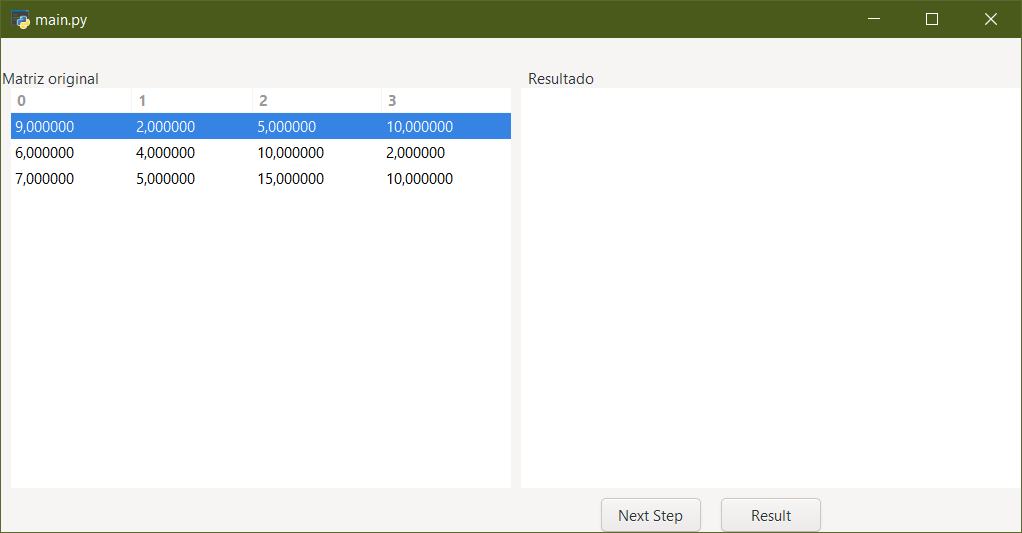 main.py
Matriz original
Resultado
0 1 2 3
9,000000 2,000000 5,000000 10,000000
6,000000 4,000000 10,000000 2,000000
7,000000 5,000000 15,000000 10,000000
Next Step
Result